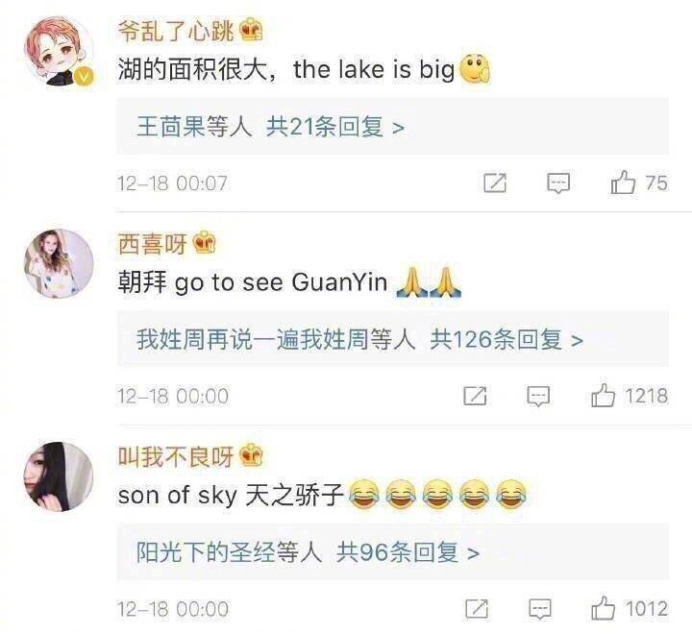 爷乱了心跳
湖的面积很大，the lake is big
王茴果等人 共21条回复 >
12-18 00:07
75
西喜呀
朝拜 go to see GuanYin
我姓周再说一遍我姓周等人 共126条回复 >
12-18 00:00
1218
叫我不良呀
son of sky 天之骄子
阳光下的圣经等人 共96条回复 >
12-18 00:00
1012